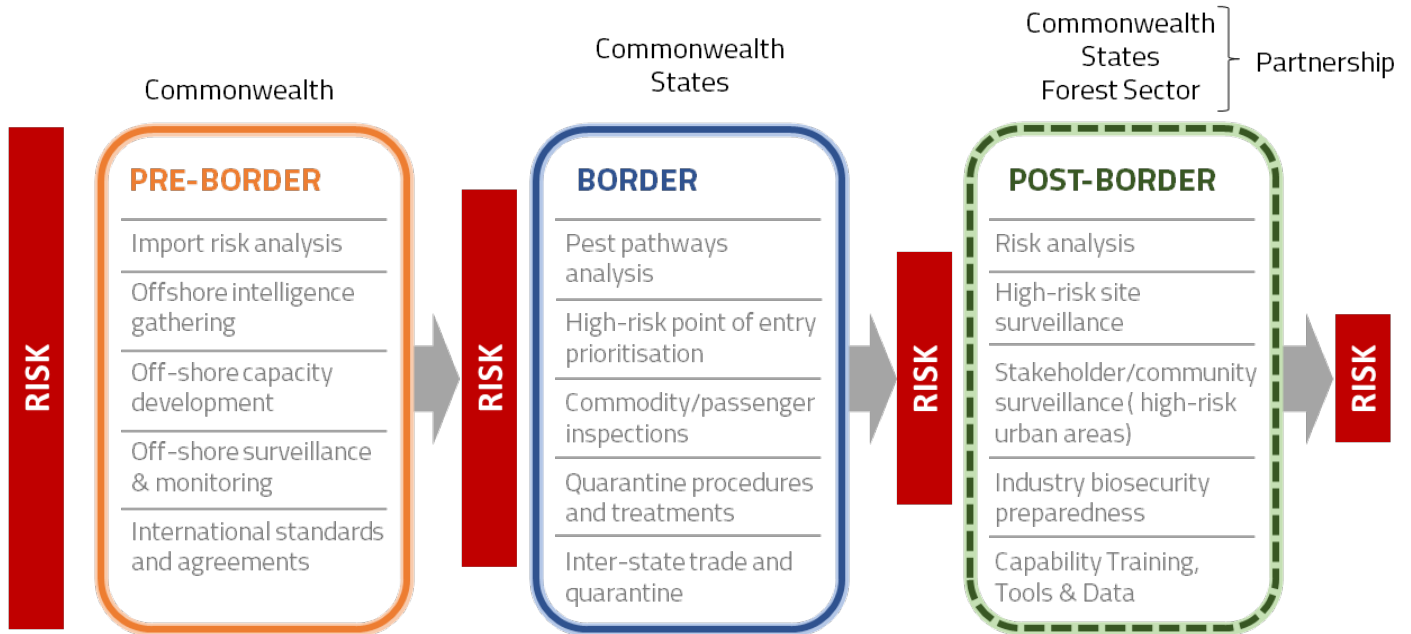 Commonwealth
RISK
PRE-BORDER
Import risk analysis
Offshore intelligence
gathering
Off-shore capacity
development
Off-shore surveillance
& monitoring
International standards
and agreements
Commonwealth
States
RISK
BORDER
Pest pathways
analysis
High-risk point of entry
prioritisation
Commodity/passenger
inspections
Quarantine procedures
and treatments
Inter-state trade and
quarantine
Commonwealth
States
Forest Sector
Partnership
RISK
POST-BORDER
Risk analysis
High-risk site
surveillance
Stakeholder/community
surveillance ( high-risk
urban areas)
Industry biosecurity
preparedness
Capability Training,
Tools & Data
RISK